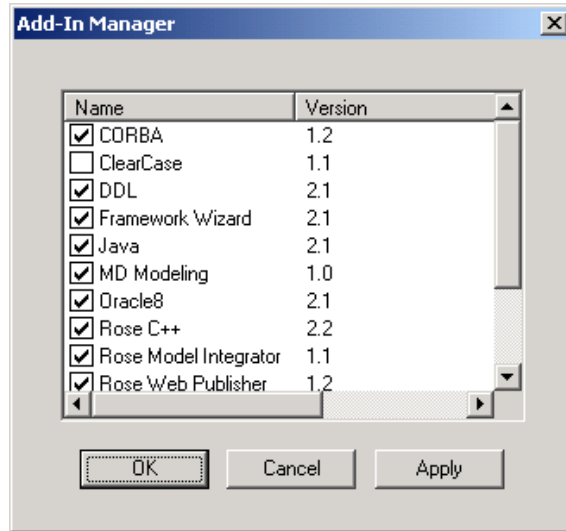 Add-In Manager
Name Version
CORBA 1.2
ClearCase 1.1
DDL 2.1
Framework Wizard 2.1
Java 2.1
MD Modeling 1.0
Oracle8 2.1
Rose C++ 2.2
Rose Model Integrator 1.1
Rose Web Publisher 1.2
OK Cancel Apply